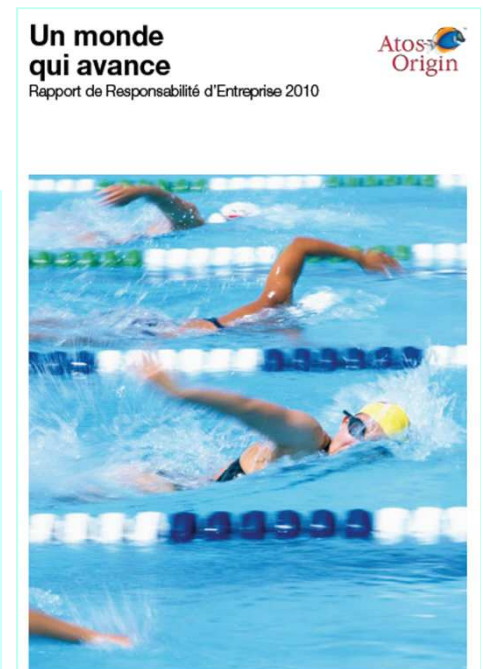 Un monde
qui avance
Rapport de Responsabilité d'Entreprise 2010
Atos
Origin